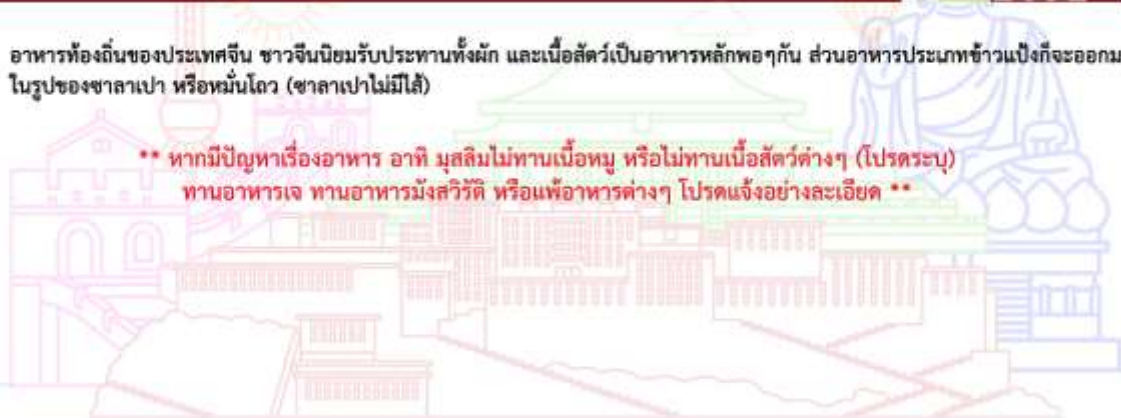 อาหารท้องถิ่นของประเทศจีน ชาวจีนนิยมรับประทานทั้งผัก และเนื้อสัตว์เป็นอาหารหลักพอๆกัน ส่วนอาหารประเภทข้าวแป้งก็จะออกม
ในรูปของซาลาเปา หรือหมั่นโถว (ซาลาเปาไม่มีไส้)
** หากมีปัญหาเรื่องอาหาร อาทิ มุสลิมไม่ทานเนื้อหมู หรือไม่ทานเนื้อสัตว์ต่างๆ (โปรดระบุ)
ทานอาหารเจ ทานอาหารมังสวิรัติ หรือแพ้อาหารต่างๆ โปรดแจ้งอย่างละเอียด **